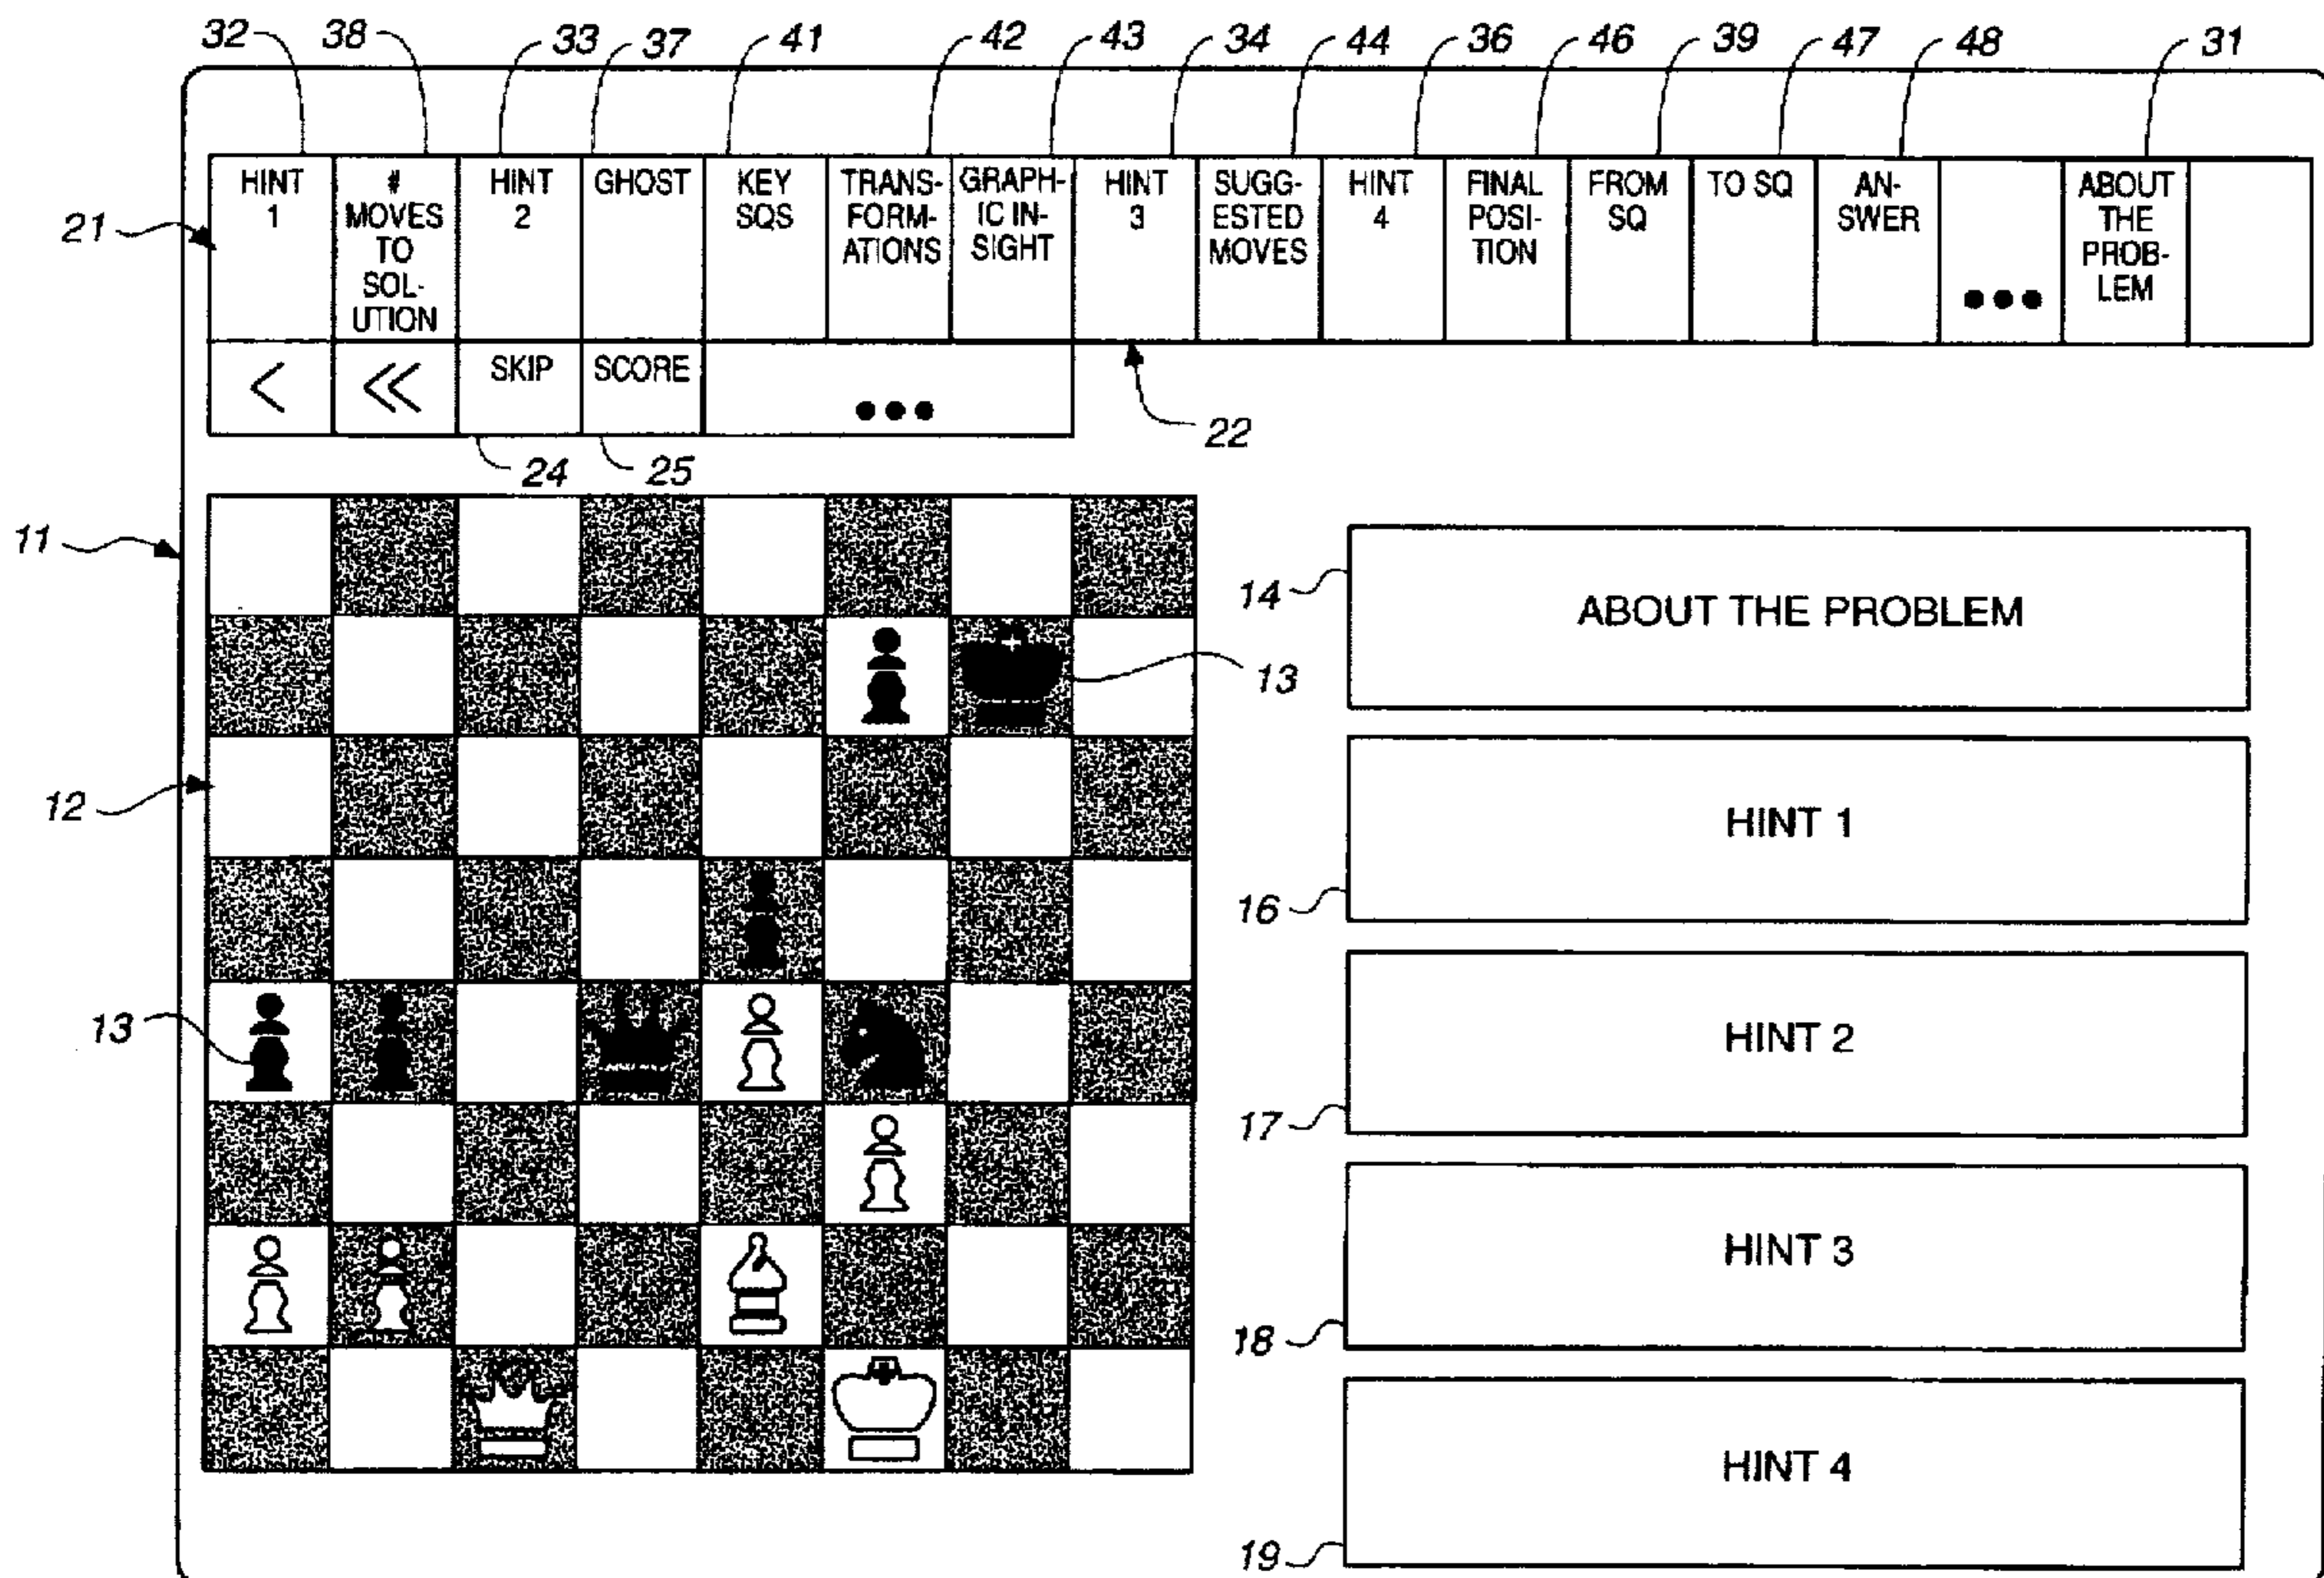 32 38 33 37 41 42 43 34 44 36 46 39 47 48 31
HINT
1
#
MOVES
TO
SOL-
UTION
HINT
2
GHOST
KEY
SQS
TRANS-
FORM-
ATIONS
GRAPH-
IC IN-
SIGHT
HINT
3
SUGG-
ESTED
MOVES
HINT
4
FINAL
POSI-
TION
FROM
SQ
TO SQ
AN-
SWER
•••
ABOUT
THE
PROB-
LEM
21
< << SKIP SCORE •••
22
24 25
11
14
ABOUT THE PROBLEM
13
12
HINT 1
16
13
HINT 2
17
HINT 3
18
HINT 4
19